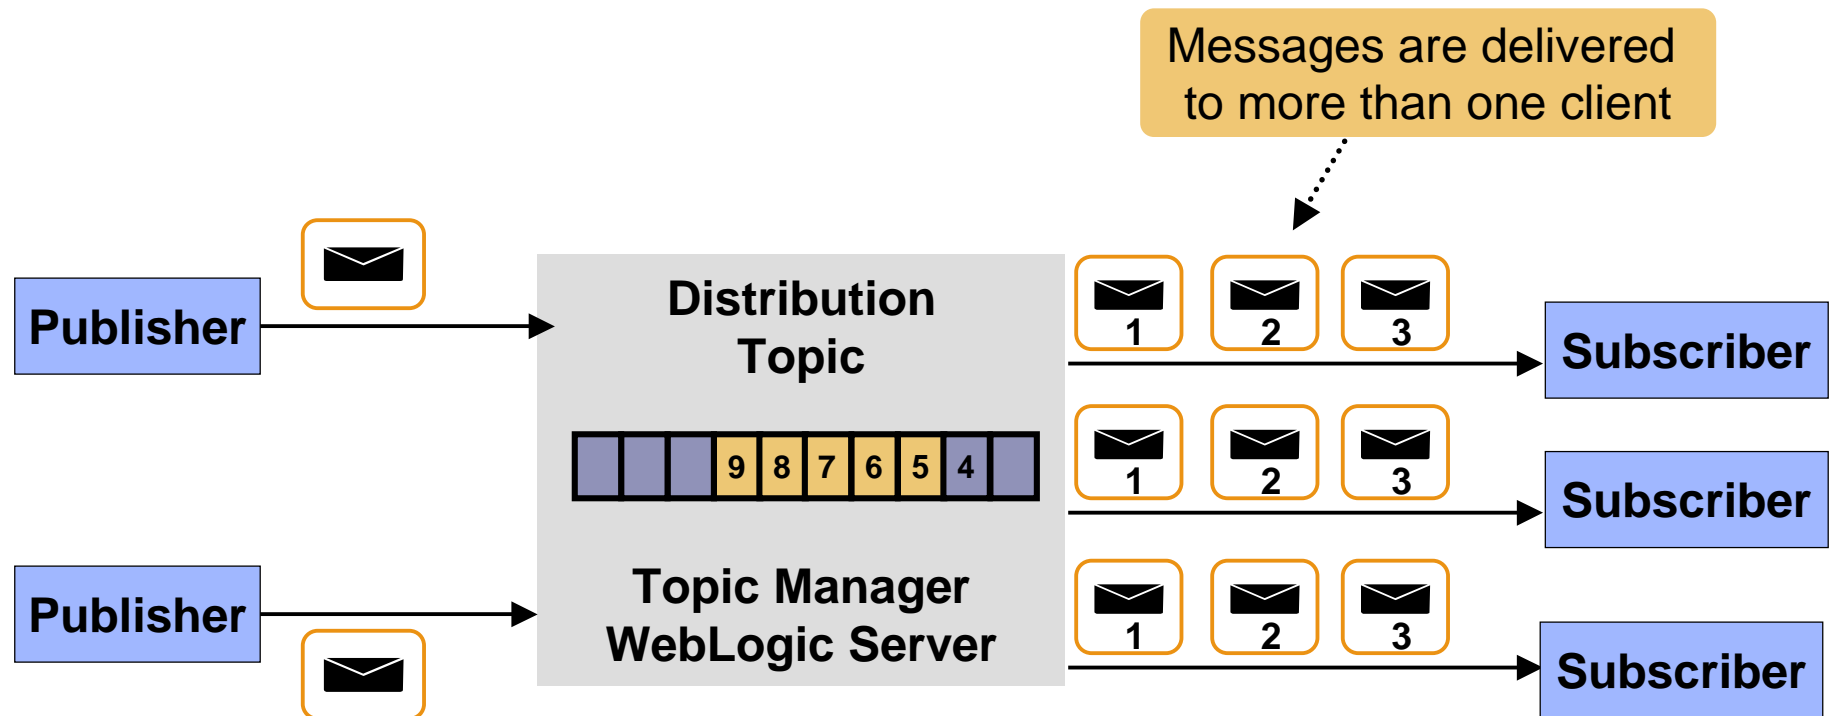 Messages are delivered
to more than one client
Publisher
Distribution
Topic
1 2 3
Subscriber
9 8 7 6 5 4
1 2 3
Subscriber
Publisher
Topic Manager
WebLogic Server
1 2 3
Subscriber